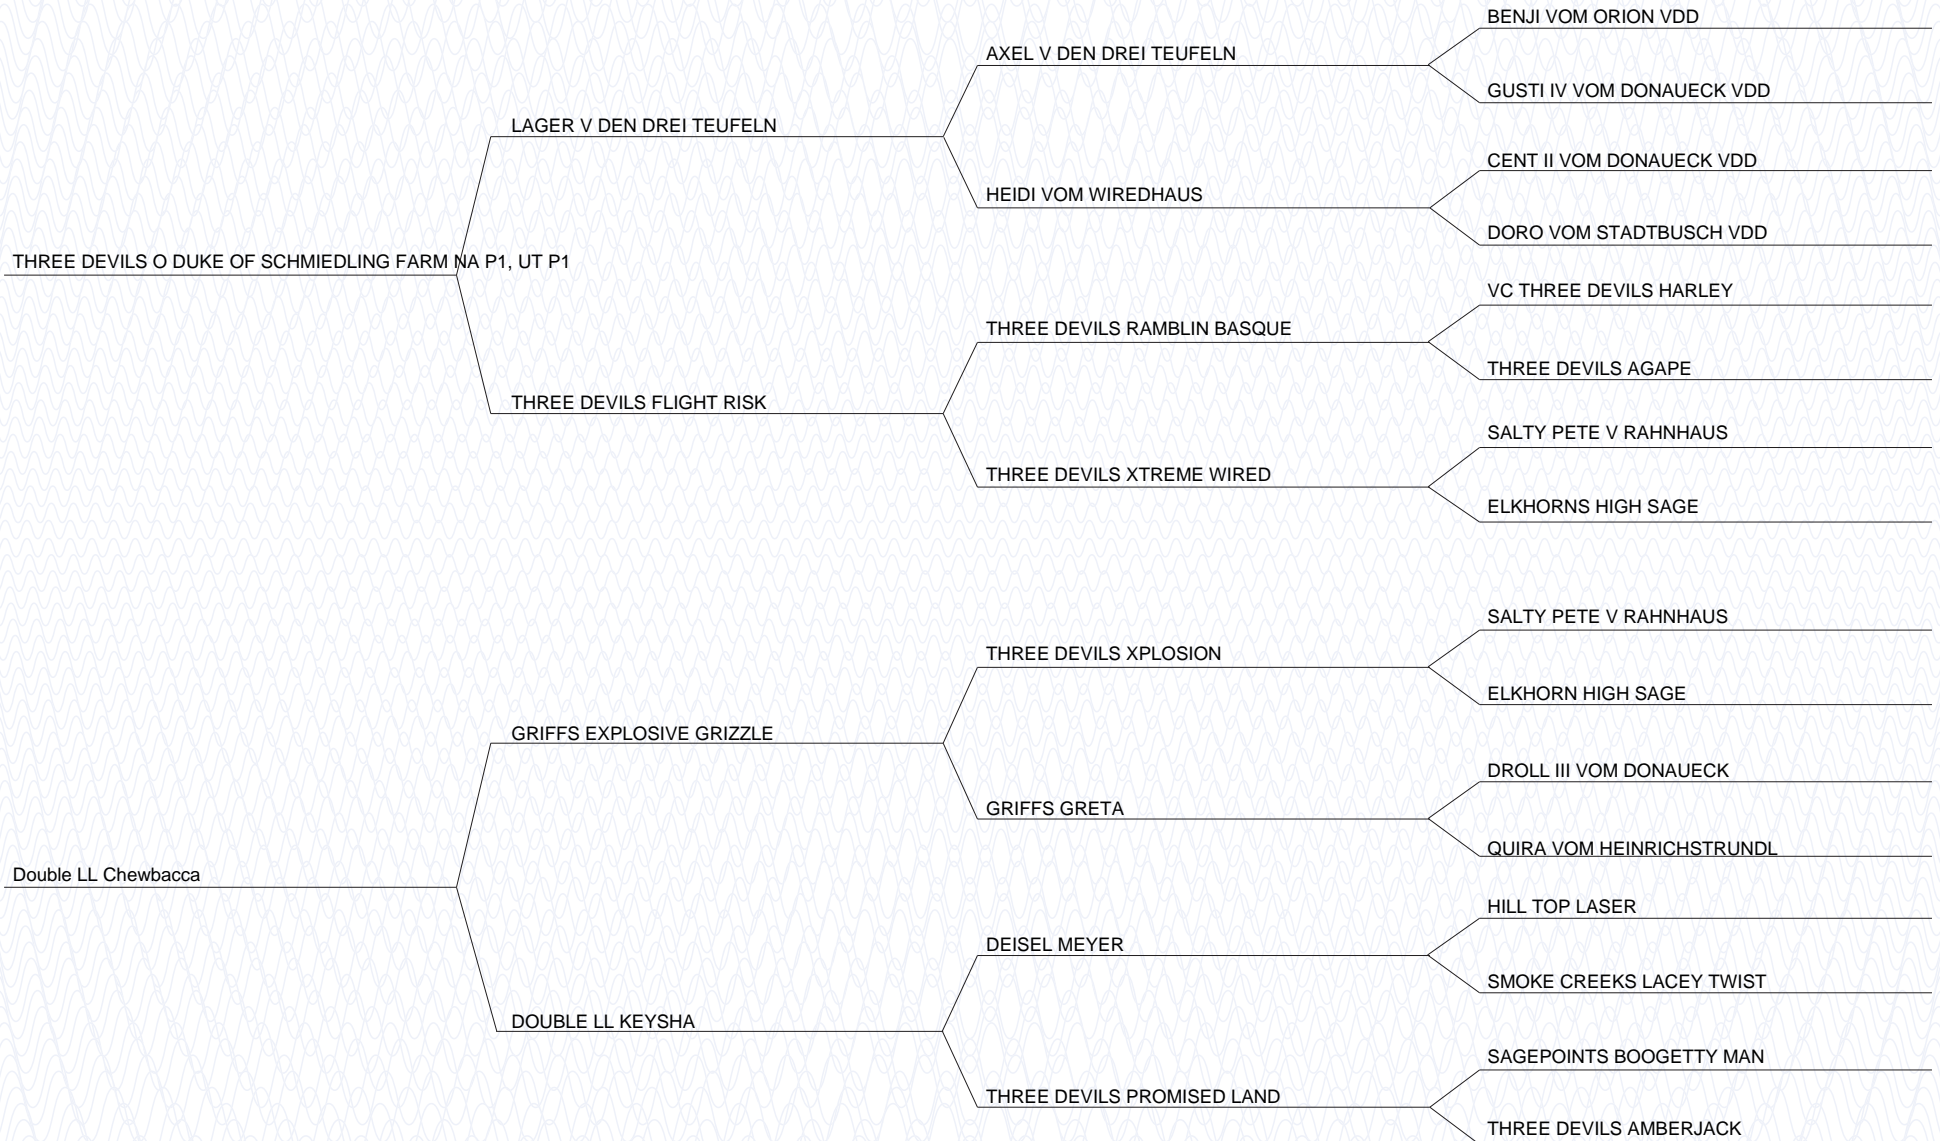 BENJI VOM ORION VDD
AXEL V DEN DREI TEUFELN
GUSTI IV VOM DONAUECK VDD
LAGER V DEN DREI TEUFELN
CENT II VOM DONAUECK VDD
HEIDI VOM WIREDHAUS
DORO VOM STADTBUSCH VDD
THREE DEVILS O DUKE OF SCHMIEDLING FARM NA P1, UT P1
VC THREE DEVILS HARLEY
THREE DEVILS RAMBLIN BASQUE
THREE DEVILS AGAPE
THREE DEVILS FLIGHT RISK
SALTY PETE V RAHNHAUS
THREE DEVILS XTREME WIRED
ELKHORNS HIGH SAGE
SALTY PETE V RAHNHAUS
THREE DEVILS XPLOSION
ELKHORN HIGH SAGE
GRIFFS EXPLOSIVE GRIZZLE
DROLL III VOM DONAUECK
GRIFFS GRETA
QUIRA VOM HEINRICHSTRUNDL
Double LL Chewbacca
HILL TOP LASER
DEISEL MEYER
SMOKE CREEKS LACEY TWIST
DOUBLE LL KEYSHA
SAGEPOINTS BOOGETTY MAN
THREE DEVILS PROMISED LAND
THREE DEVILS AMBERJACK